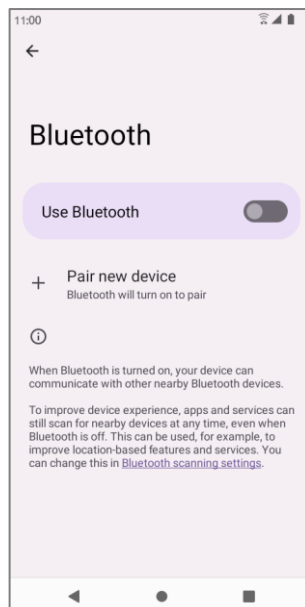 11:00
Bluetooth
Use Bluetooth
Pair new device
Bluetooth will turn on to pair
When Bluetooth is turned on, your device can
communicate with other nearby Bluetooth devices.
To improve device experience, apps and services can
still scan for nearby devices at any time, even when
Bluetooth is off. This can be used, for example, to
improve location-based features and services. You
can change this in Bluetooth scanning settings.